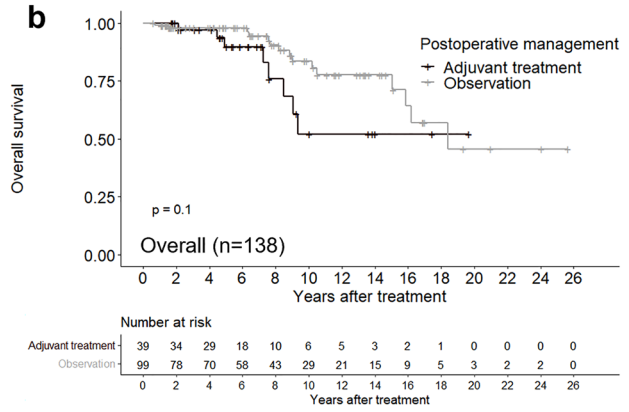 b
Postoperative management
Adjuvant treatment
Observation
Overall survival
1.00
0.75
0.50
0.25
0.00
p = 0.1
Overall (n=138)
0 2 4 6 8 10 12 14 16 18 20 22 24 26
Years after treatment
Number at risk
Adjuvant treatment 39 34 29 18 10 6 5 3 2 1 0 0 0 0
Observation 99 78 70 58 43 29 21 15 9 5 3 2 2 0
0 2 4 6 8 10 12 14 16 18 20 22 24 26
Years after treatment